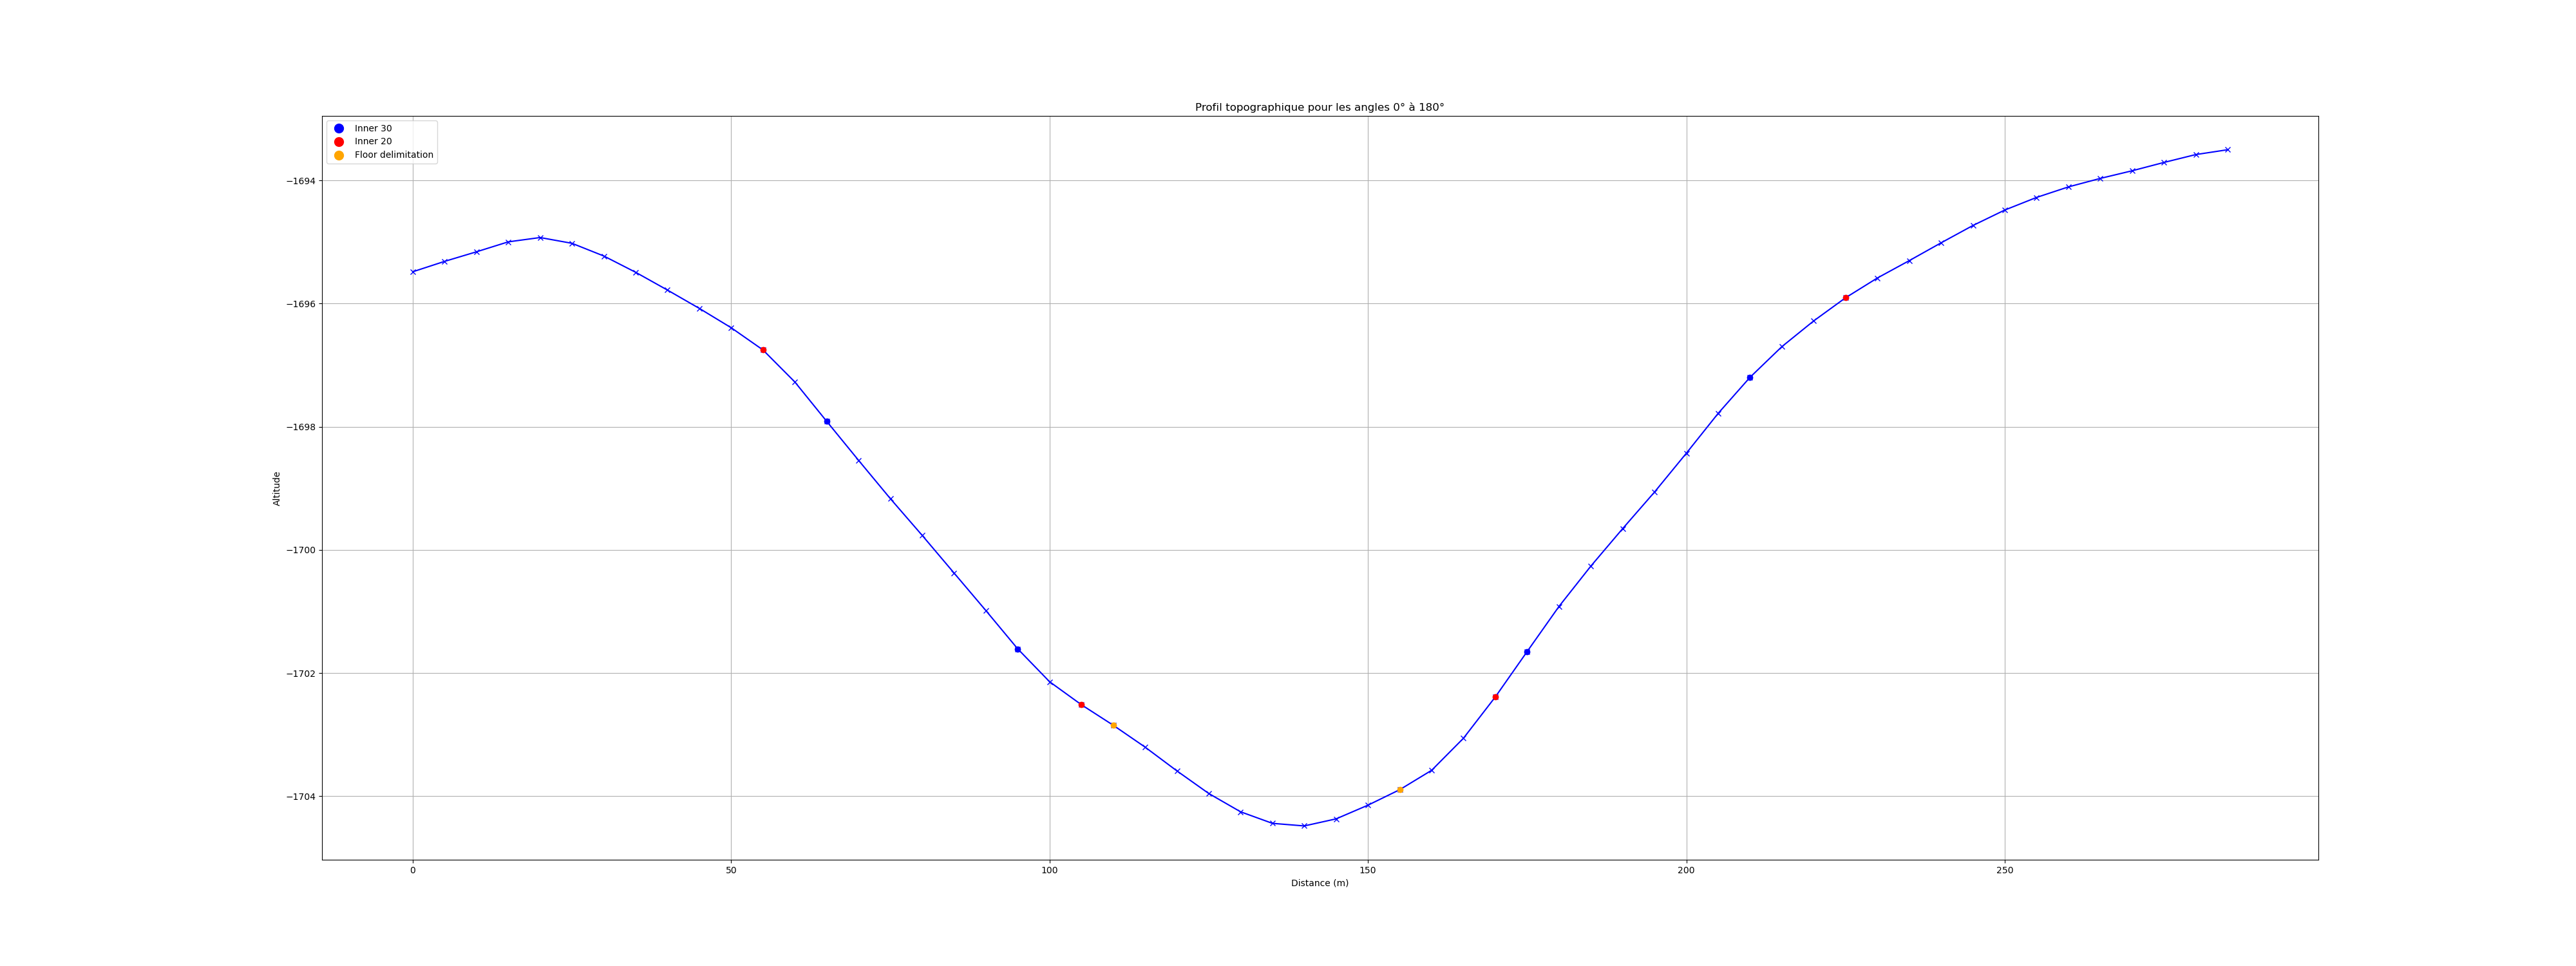 Profil topographique pour les angles 0° à 180°
Inner 30
Inner 20
Floor delimitation
−1694
−1696
−1698
−1700
−1702
−1704
Altitude
0 50 100 150 200 250
Distance (m)